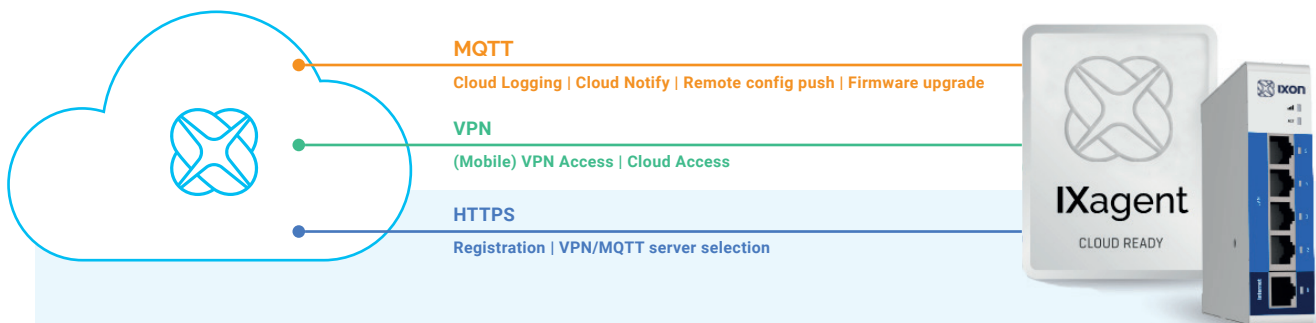 MQTT
Cloud Logging | Cloud Notify | Remote config push | Firmware upgrade
VPN
(Mobile) VPN Access | Cloud Access
HTTPS
Registration | VPN/MQTT server selection
IXagent
CLOUD READY
IXON
Internet